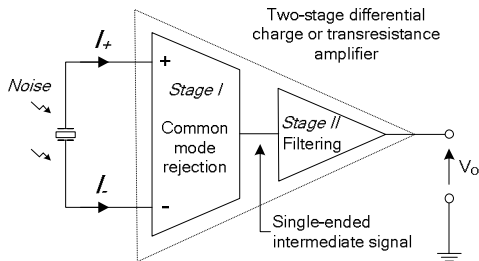 Two-stage differential
charge or transresistance
amplifier
I+
Noise
+
Stage I
Common
mode
rejection
Stage II
Filtering
Vo
I-
-
Single-ended
intermediate signal